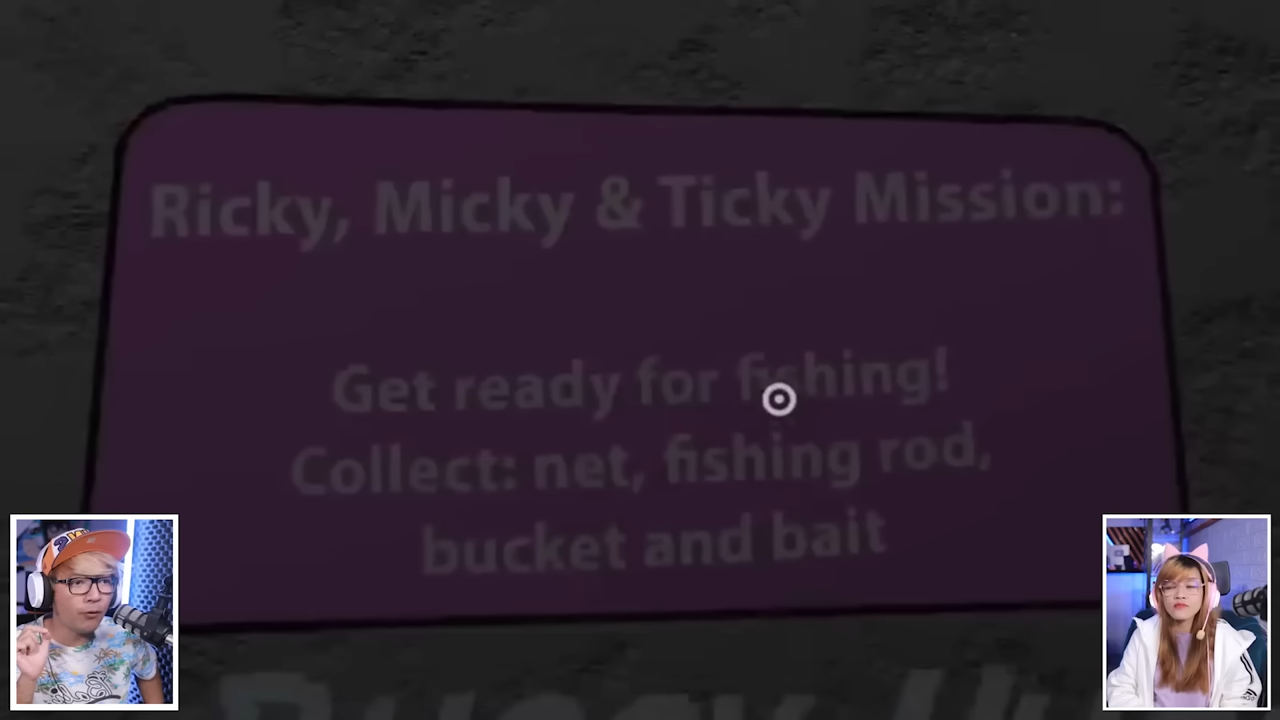 Ricky, Micky & Ticky Mission:
Get ready for fishing!
Collect: net, fishing rod,
bucket and bait